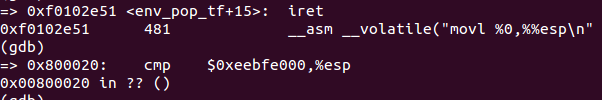 => 0xf0102e51 <env_pop_tf+15>: iret
0xf0102e51 481 __asm __volatile("movl %0,%%esp\n"
(gdb)
=> 0x800020: cmp $0xeebfe000,%esp
0x00800020 in ?? ()
(gdb)